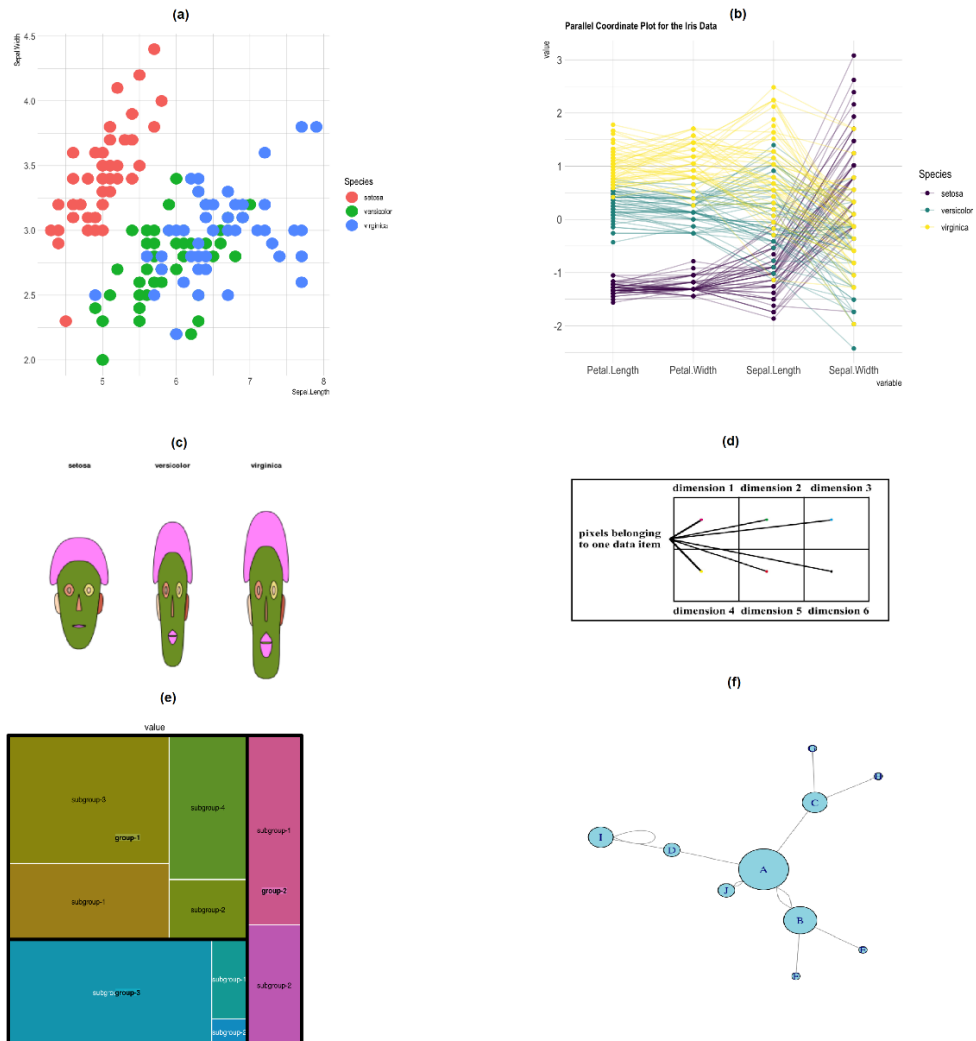 (a)
Sepal.Width
4.5
4.0
3.5
3.0
2.5
2.0
5
6
7
8
Sepal.Length
Species
setosa
versicolor
virginica
(b)
Parallel Coordinate Plot for the Iris Data
value
3
2
1
0
-1
-2
Petal.Length
Petal.Width
Sepal.Length
Sepal.Width
variable
Species
setosa
versicolor
virginica
(c)
setosa
versicolor
virginica
(d)
dimension 1 dimension 2 dimension 3
pixels belonging
to one data item
dimension 4 dimension 5 dimension 6
(e)
value
subgroup-3
group-1
subgroup-4
subgroup-1
subgroup-2
subgroup-1
group-2
subgroup-2
group-3
subgroup-1
subgroup-2
(f)
G
C
I
D
A
J
B